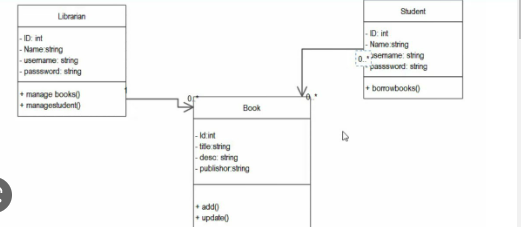 Librarian
- ID: int
- Name:string
- username: string
- passsword: string
+ manage books()
+ managestudent()
Student
- ID: int
- Name:string
username: string
passsword: string
+ borrowbooks()
0..*
0..*
Book
- Id:int
- title:string
- desc: string
- publishor:string
+ add()
+ update()